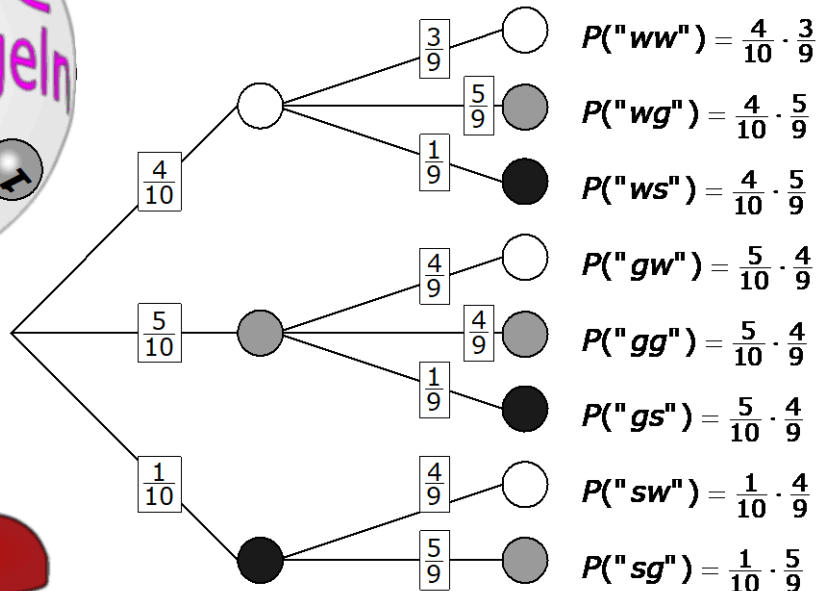 geln
1
4/10
5/10
1/10
3/9
5/9
1/9
4/9
4/9
1/9
4/9
5/9
P("ww") = 4/10 · 3/9
P("wg") = 4/10 · 5/9
P("ws") = 4/10 · 5/9
P("gw") = 5/10 · 4/9
P("gg") = 5/10 · 4/9
P("gs") = 5/10 · 4/9
P("sw") = 1/10 · 4/9
P("sg") = 1/10 · 5/9